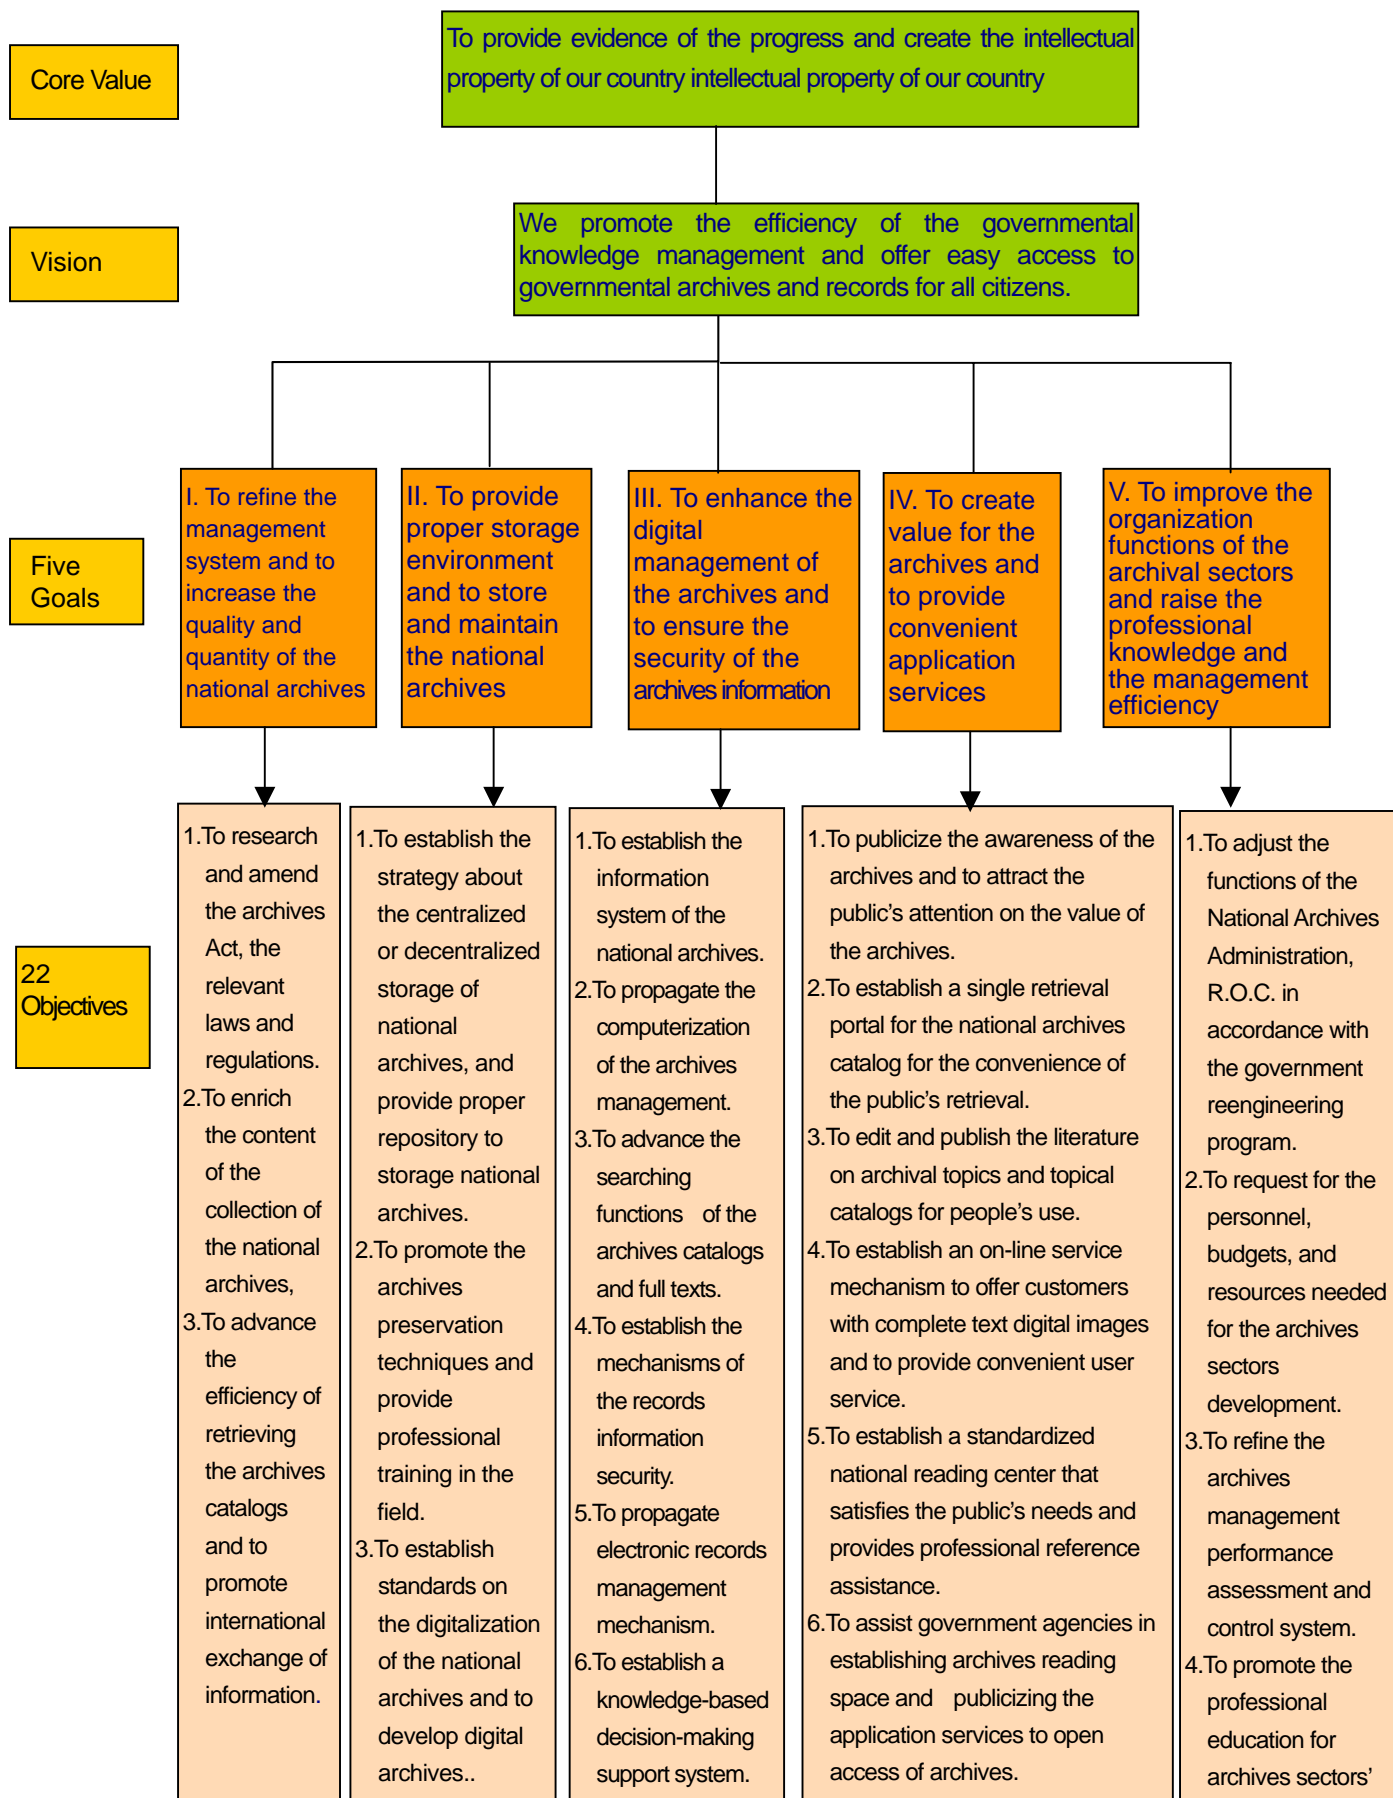 Core Value
To provide evidence of the progress and create the intellectual
property of our country intellectual property of our country
Vision
We promote the efficiency of the governmental
knowledge management and offer easy access to
governmental archives and records for all citizens.
Five
Goals
I. To refine the
management
system and to
increase the
quality and
quantity of the
national archives
II. To provide
proper storage
environment
and to store
and maintain
the national
archives
III. To enhance the
digital
management of
the archives and
to ensure the
security of the
archives information
IV. To create
value for the
archives and
to provide
convenient
application
services
V. To improve the
organization
functions of the
archival sectors
and raise the
professional
knowledge and
the management
efficiency
22
Objectives
1.To research
and amend
the archives
Act, the
relevant
laws and
regulations.
2.To enrich
the content
of the
collection of
the national
archives,
3.To advance
the
efficiency of
retrieving
the archives
catalogs
and to
promote
international
exchange of
information.
1.To establish the
strategy about
the centralized
or decentralized
storage of
national
archives, and
provide proper
repository to
storage national
archives.
2.To promote the
archives
preservation
techniques and
provide
professional
training in the
field.
3.To establish
standards on
the digitalization
of the national
archives and to
develop digital
archives..
1.To establish the
information
system of the
national archives.
2.To propagate the
computerization
of the archives
management.
3.To advance the
searching
functions of the
archives catalogs
and full texts.
4.To establish the
mechanisms of
the records
information
security.
5.To propagate
electronic records
management
mechanism.
6.To establish a
knowledge-based
decision-making
support system.
1.To publicize the awareness of the
archives and to attract the
public's attention on the value of
the archives.
2.To establish a single retrieval
portal for the national archives
catalog for the convenience of
the public's retrieval.
3.To edit and publish the literature
on archival topics and topical
catalogs for people's use.
4.To establish an on-line service
mechanism to offer customers
with complete text digital images
and to provide convenient user
service.
5.To establish a standardized
national reading center that
satisfies the public's needs and
provides professional reference
assistance.
6.To assist government agencies in
establishing archives reading
space and publicizing the
application services to open
access of archives.
1.To adjust the
functions of the
National Archives
Administration,
R.O.C. in
accordance with
the government
reengineering
program.
2.To request for the
personnel,
budgets, and
resources needed
for the archives
sectors
development.
3.To refine the
archives
management
performance
assessment and
control system.
4.To promote the
professional
education for
archives sectors'